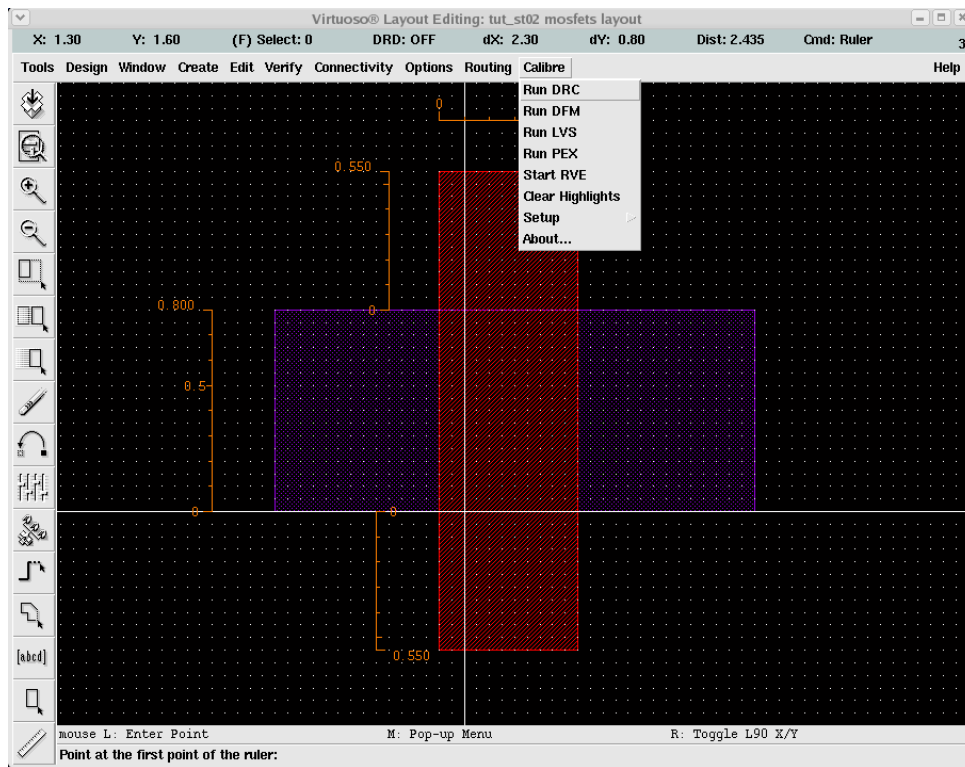 Virtuoso® Layout Editing: tut_st02 mosfets layout
X: 1.30 Y: 1.60 (F) Select: 0 DRD: OFF dX: 2.30 dY: 0.80 Dist: 2.435 Cmd: Ruler 3
Tools Design Window Create Edit Verify Connectivity Options Routing Calibre Help
Run DRC
Run DFM
Run LVS
Run PEX
Start RVE
Clear Highlights
Setup
About...
0
0.550
0
0.800
0.5
0
0
0.550
[abcd]
mouse L: Enter Point M: Pop-up Menu R: Toggle L90 X/Y
Point at the first point of the ruler: